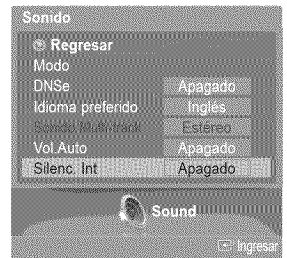 Sonido
Regresar
Modo
DNSe Apagado
Idioma preferido Inglés
Sonido Multi-track Estéreo
Vol.Auto Apagado
Silenc. Int Apagado
Sound
Ingresar